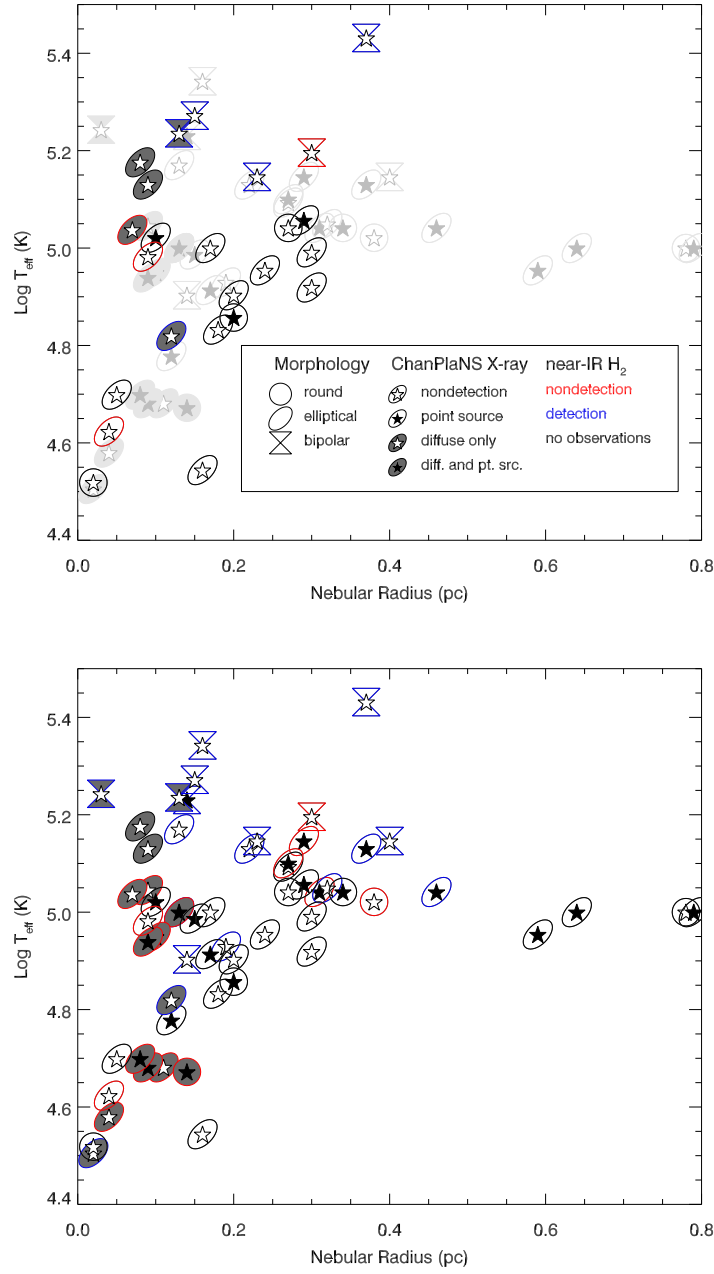 5.4
5.2
5.0
4.8
4.6
4.4
Log T_eff (K)
Morphology
round
elliptical
bipolar
ChanPlaNS X-ray
nondetection
point source
diffuse only
diff. and pt. src.
near-IR H₂
nondetection
detection
no observations
0.0 0.2 0.4 0.6 0.8
Nebular Radius (pc)
5.4
5.2
5.0
4.8
4.6
4.4
Log T_eff (K)
0.0 0.2 0.4 0.6 0.8
Nebular Radius (pc)